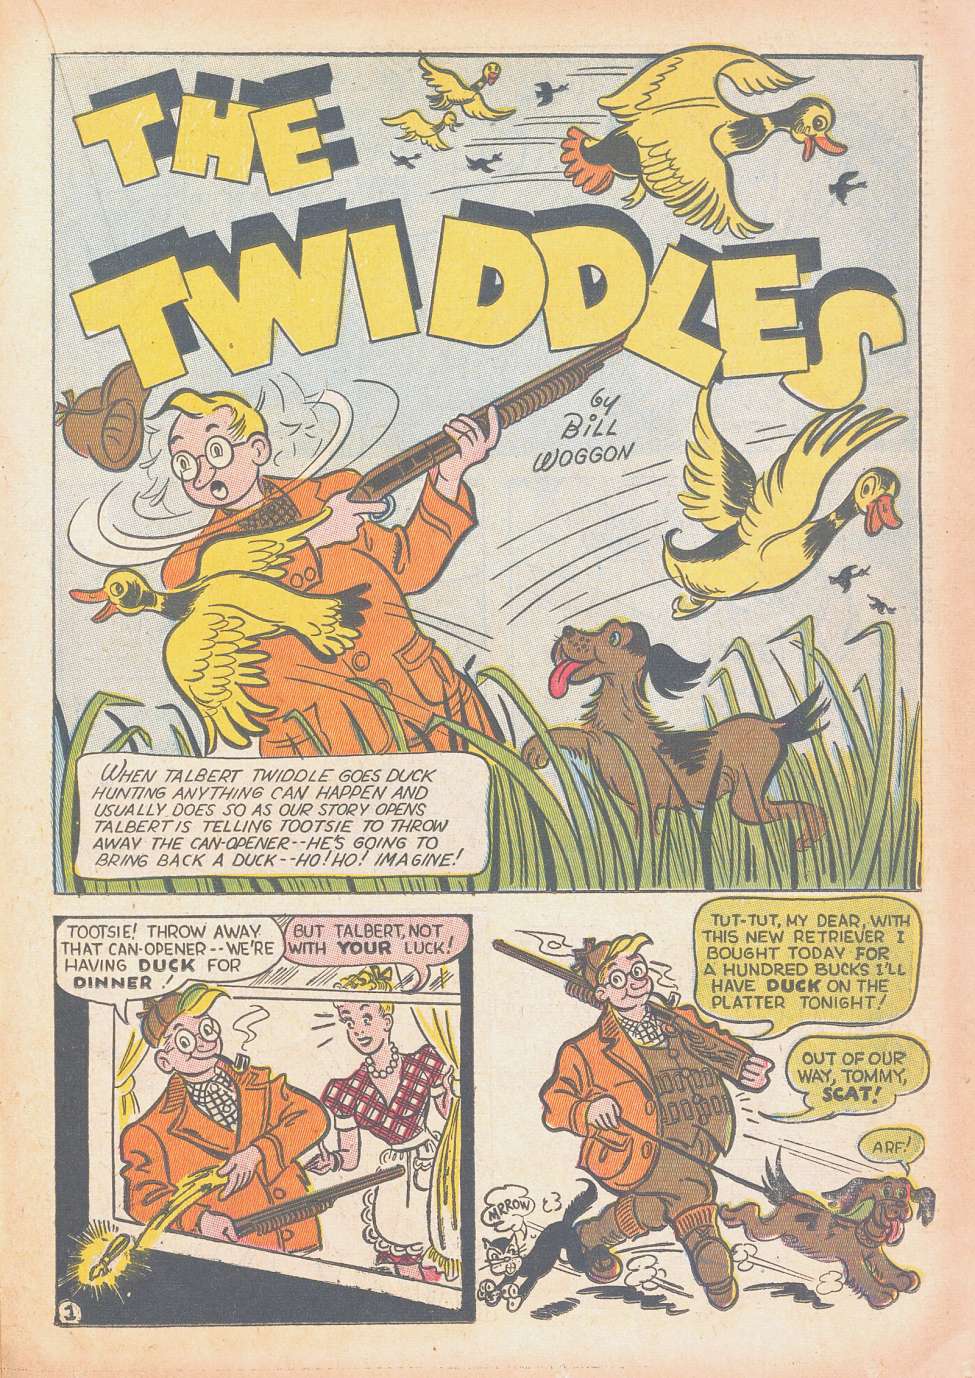 THE
TWIDDLES
by
BILL
WOGGON
WHEN TALBERT TWIDDLE GOES DUCK
HUNTING ANYTHING CAN HAPPEN AND
USUALLY DOES SO AS OUR STORY OPENS
TALBERT IS TELLING TOOTSIE TO THROW
AWAY THE CAN-OPENER--HE'S GOING TO
BRING BACK A DUCK--HO! HO! IMAGINE!
TOOTSIE! THROW AWAY
THAT CAN-OPENER--WE'RE
HAVING DUCK FOR
DINNER!
BUT TALBERT, NOT
WITH YOUR LUCK!
1
TUT-TUT, MY DEAR, WITH
THIS NEW RETRIEVER I
BOUGHT TODAY FOR
A HUNDRED BUCKS I'LL
HAVE DUCK ON THE
PLATTER TONIGHT!
OUT OF OUR
WAY, TOMMY,
SCAT!
ARF!
MRROW